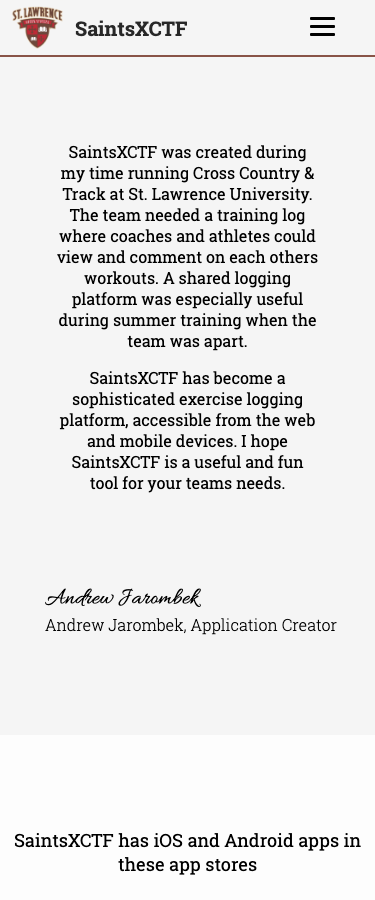 ST. LAWRENCE
SaintsXCTF
SaintsXCTF was created during
my time running Cross Country &
Track at St. Lawrence University.
The team needed a training log
where coaches and athletes could
view and comment on each others
workouts. A shared logging
platform was especially useful
during summer training when the
team was apart.
SaintsXCTF has become a
sophisticated exercise logging
platform, accessible from the web
and mobile devices. I hope
SaintsXCTF is a useful and fun
tool for your teams needs.
Andrew Jarombek
Andrew Jarombek, Application Creator
SaintsXCTF has iOS and Android apps in
these app stores